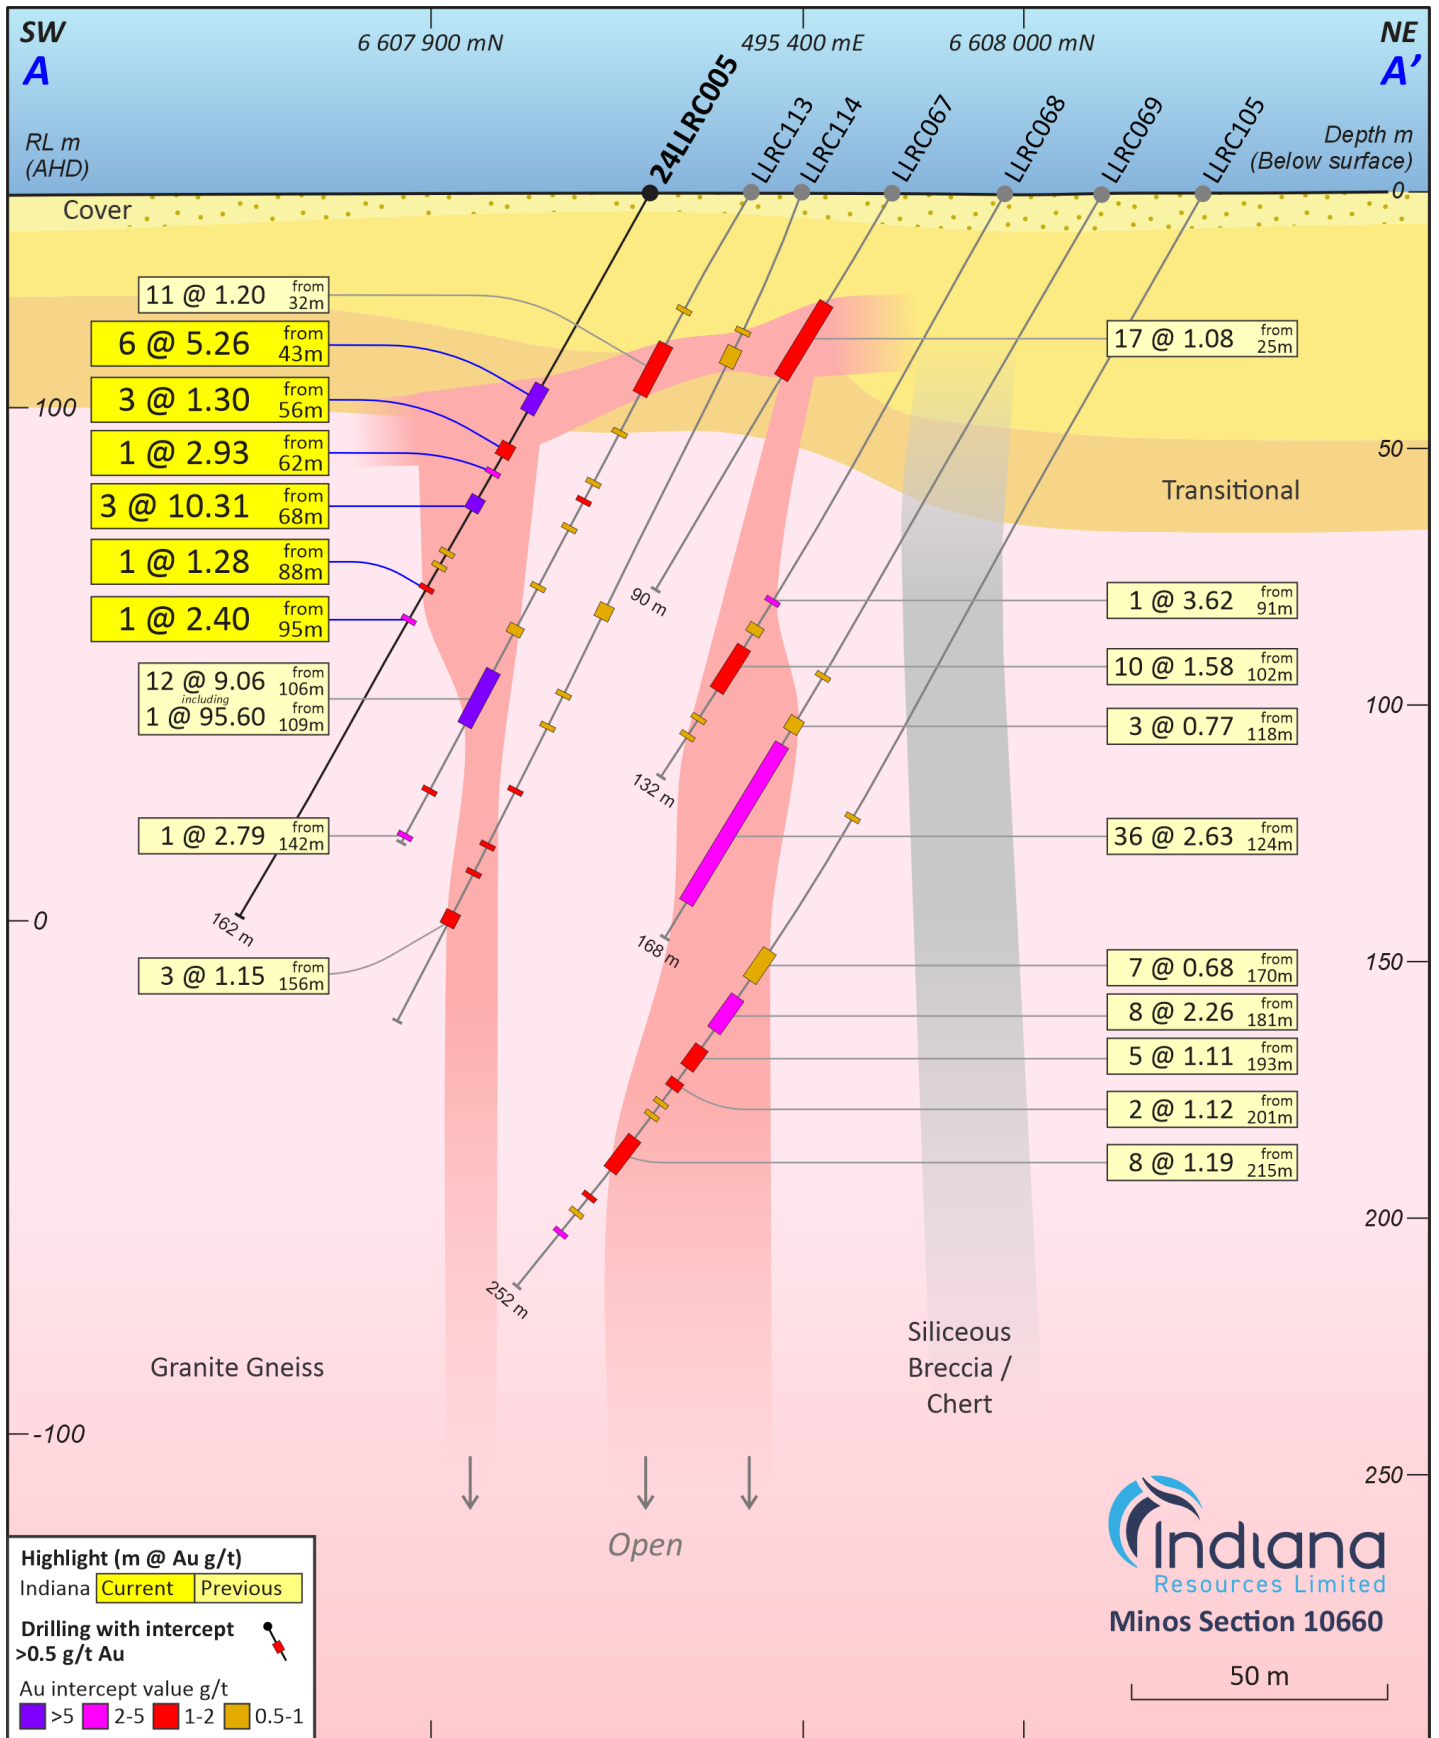 SW
A
6 607 900 mN
495 400 mE
6 608 000 mN
NE
A’
RL m
(AHD)
Depth m
(Below surface)
24LLRC005
LLRC113
LLRC114
LLRC067
LLRC068
LLRC069
LLRC105
0
Cover
11 @ 1.20 from 32m
6 @ 5.26 from 43m
3 @ 1.30 from 56m
1 @ 2.93 from 62m
3 @ 10.31 from 68m
1 @ 1.28 from 88m
1 @ 2.40 from 95m
12 @ 9.06 from 106m
including
1 @ 95.60 from 109m
1 @ 2.79 from 142m
3 @ 1.15 from 156m
100
0
-100
162 m
90 m
132 m
168 m
252 m
17 @ 1.08 from 25m
50
Transitional
1 @ 3.62 from 91m
10 @ 1.58 from 102m
3 @ 0.77 from 118m
36 @ 2.63 from 124m
7 @ 0.68 from 170m
8 @ 2.26 from 181m
5 @ 1.11 from 193m
2 @ 1.12 from 201m
8 @ 1.19 from 215m
100
150
200
250
Granite Gneiss
Siliceous
Breccia /
Chert
Open
Highlight (m @ Au g/t)
Indiana Current Previous
Drilling with intercept
>0.5 g/t Au
Au intercept value g/t
>5 2-5 1-2 0.5-1
Indiana
Resources Limited
Minos Section 10660
50 m